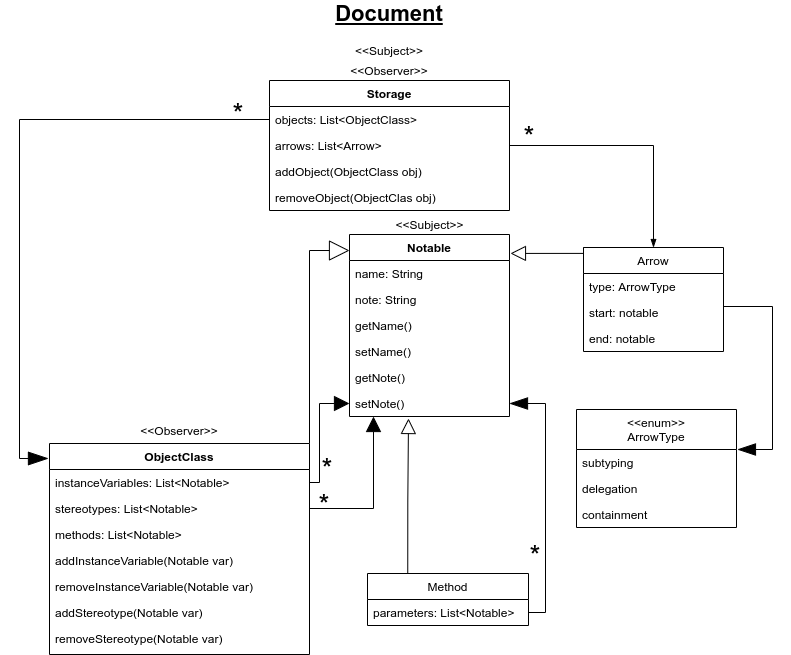 Document
<<Subject>>
<<Observer>>
Storage
objects: List<ObjectClass>
arrows: List<Arrow>
addObject(ObjectClass obj)
removeObject(ObjectClas obj)
*
*
<<Subject>>
Notable
name: String
note: String
getName()
setName()
getNote()
setNote()
Arrow
type: ArrowType
start: notable
end: notable
<<enum>>
ArrowType
subtyping
delegation
containment
<<Observer>>
ObjectClass
instanceVariables: List<Notable>
stereotypes: List<Notable>
methods: List<Notable>
addInstanceVariable(Notable var)
removeInstanceVariable(Notable var)
addStereotype(Notable var)
removeStereotype(Notable var)
*
*
*
Method
parameters: List<Notable>